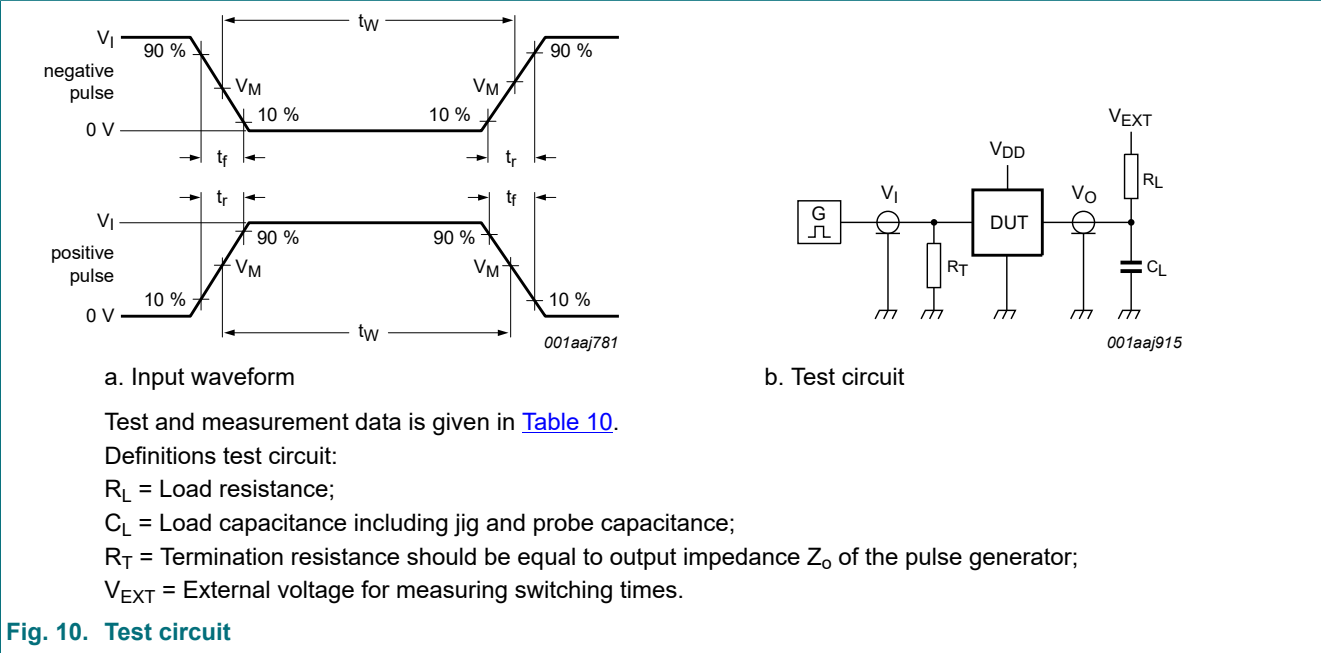 tW
VI
90 %
90 %
negative
pulse
VM
VM
10 %
10 %
0 V
tf
tr
tr
tf
VI
90 %
90 %
positive
pulse
VM
VM
10 %
10 %
0 V
tW
001aaj781
VEXT
VDD
RL
VI
VO
G
DUT
RT
CL
001aaj915
a. Input waveform
b. Test circuit
Test and measurement data is given in Table 10.
Definitions test circuit:
RL = Load resistance;
CL = Load capacitance including jig and probe capacitance;
RT = Termination resistance should be equal to output impedance Zo of the pulse generator;
VEXT = External voltage for measuring switching times.
Fig. 10. Test circuit